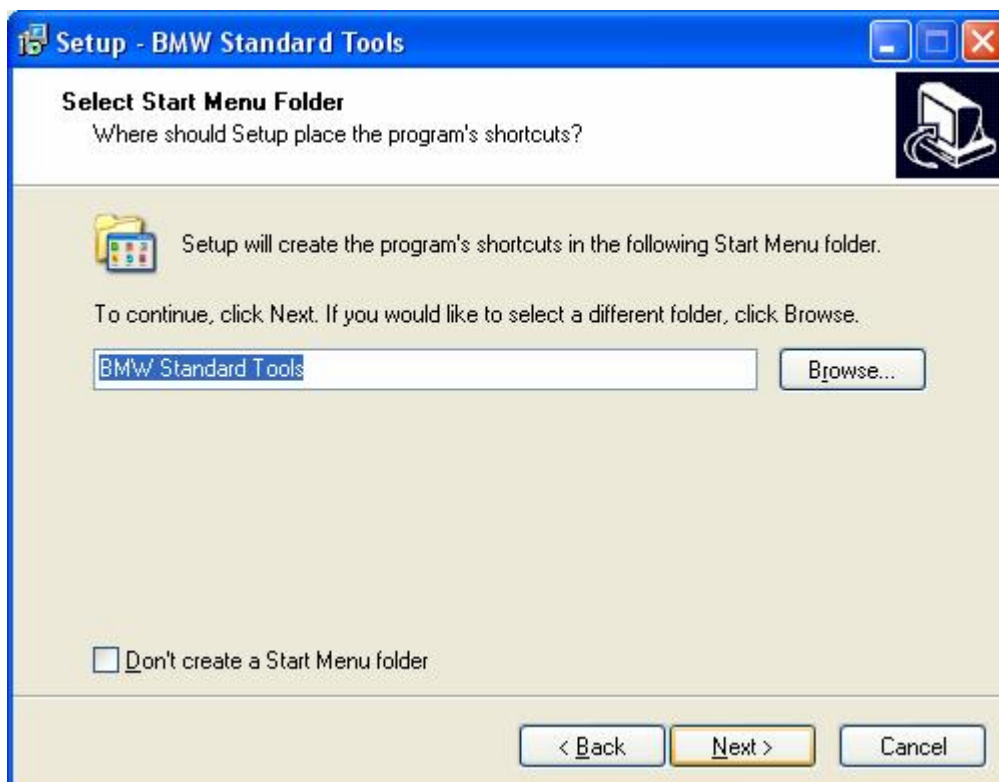 Setup - BMW Standard Tools
Select Start Menu Folder
Where should Setup place the program's shortcuts?
Setup will create the program's shortcuts in the following Start Menu folder.
To continue, click Next. If you would like to select a different folder, click Browse.
BMW Standard Tools
Browse...
Don't create a Start Menu folder
< Back
Next >
Cancel